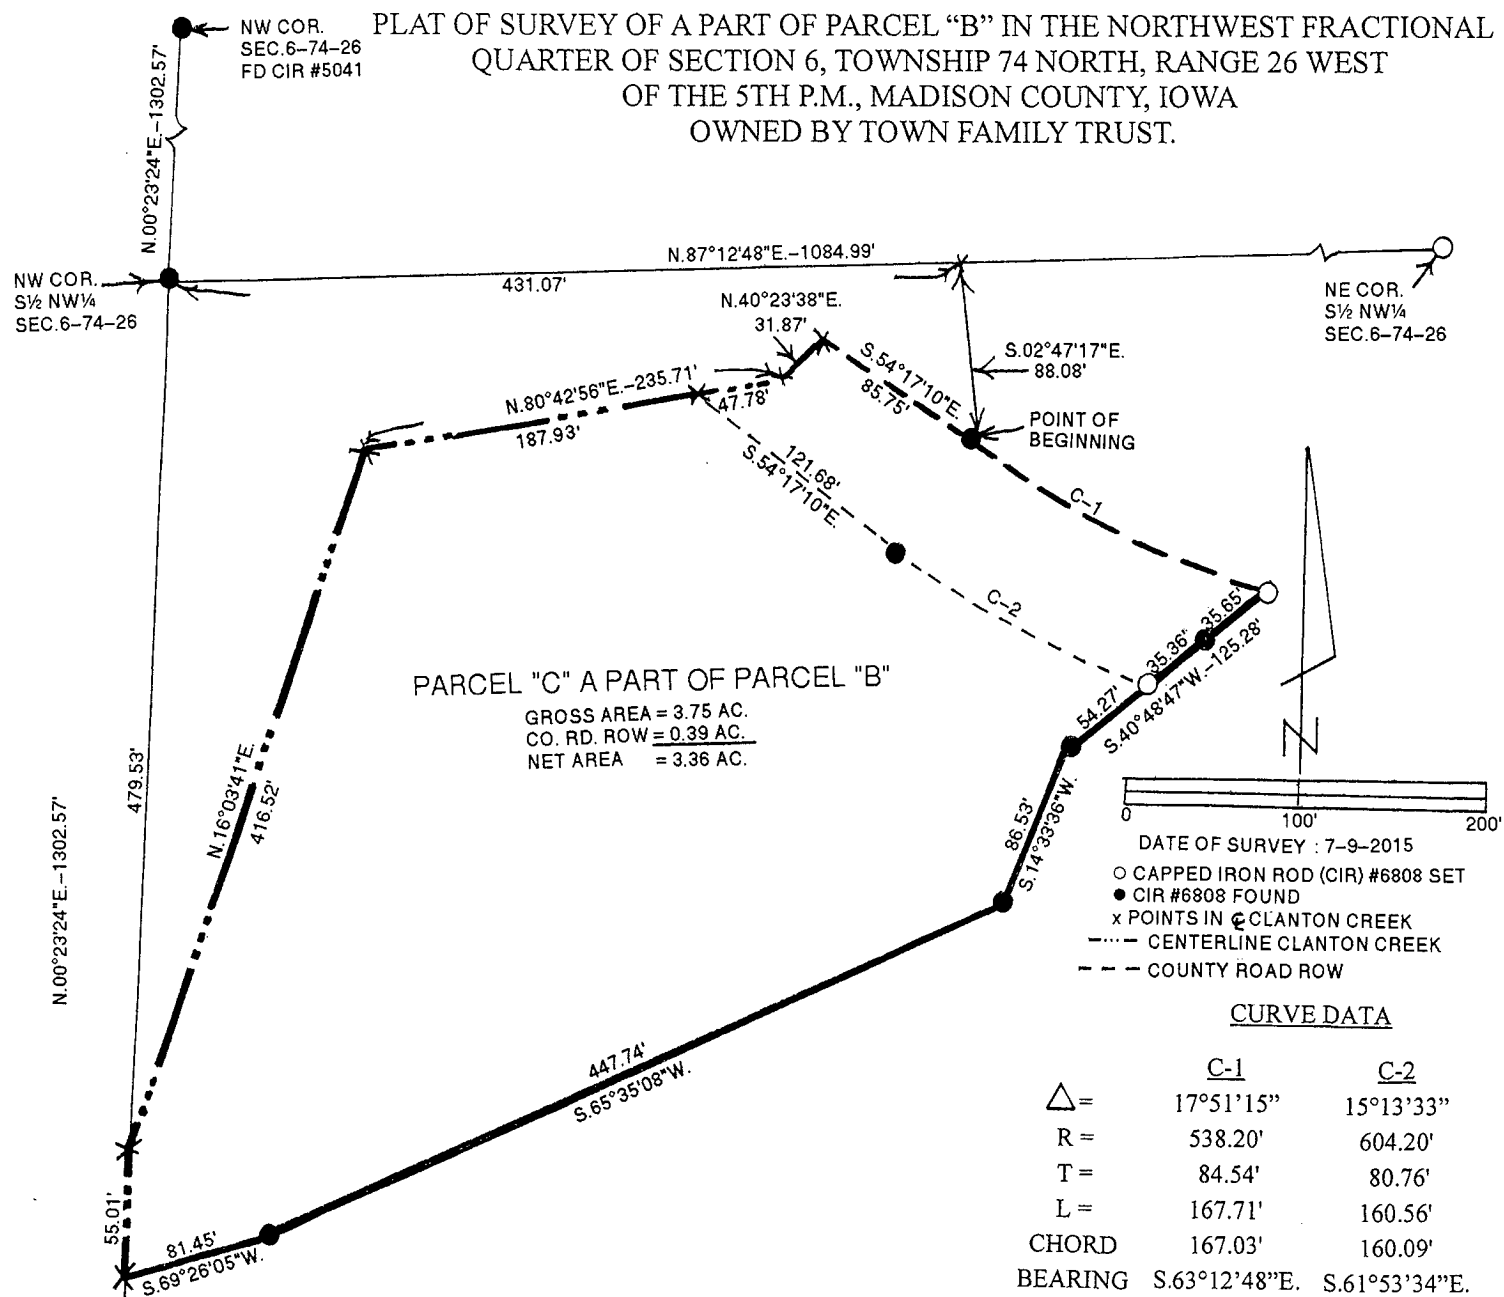 PLAT OF SURVEY OF A PART OF PARCEL “B” IN THE NORTHWEST FRACTIONAL
QUARTER OF SECTION 6, TOWNSHIP 74 NORTH, RANGE 26 WEST
OF THE 5TH P.M., MADISON COUNTY, IOWA
OWNED BY TOWN FAMILY TRUST.
NW COR.
SEC.6-74-26
FD CIR #5041
N.00°23'24"E.-1302.57'
NW COR.
S½ NW¼
SEC.6-74-26
N.87°12'48"E.-1084.99'
431.07'
NE COR.
S½ NW¼
SEC.6-74-26
N.40°23'38"E.
31.87'
S.02°47'17"E.
88.08'
S.54°17'10"E.
85.75'
POINT OF
BEGINNING
N.80°42'56"E.-235.71'
47.78'
187.93'
121.68'
S.54°17'10"E.
C-1
C-2
35.65'
35.36"
S.40°48'47"W.-125.28'
54.27'
PARCEL "C" A PART OF PARCEL "B"
GROSS AREA = 3.75 AC.
CO. RD. ROW = 0.39 AC.
NET AREA = 3.36 AC.
86.53'
S.14°33'36"W.
479.53'
N.16°03'41"E.
416.52'
N.00°23'24"E.-1302.57'
447.74'
S.65°35'08"W.
55.01'
81.45'
S.69°26'05"W.
N
0 100' 200'
DATE OF SURVEY : 7-9-2015
○ CAPPED IRON ROD (CIR) #6808 SET
● CIR #6808 FOUND
x POINTS IN ℄ CLANTON CREEK
CENTERLINE CLANTON CREEK
COUNTY ROAD ROW
CURVE DATA
C-1 C-2
△= 17°51’15” 15°13’33”
R = 538.20' 604.20'
T = 84.54' 80.76'
L = 167.71' 160.56'
CHORD 167.03' 160.09'
BEARING S.63°12’48”E. S.61°53’34”E.